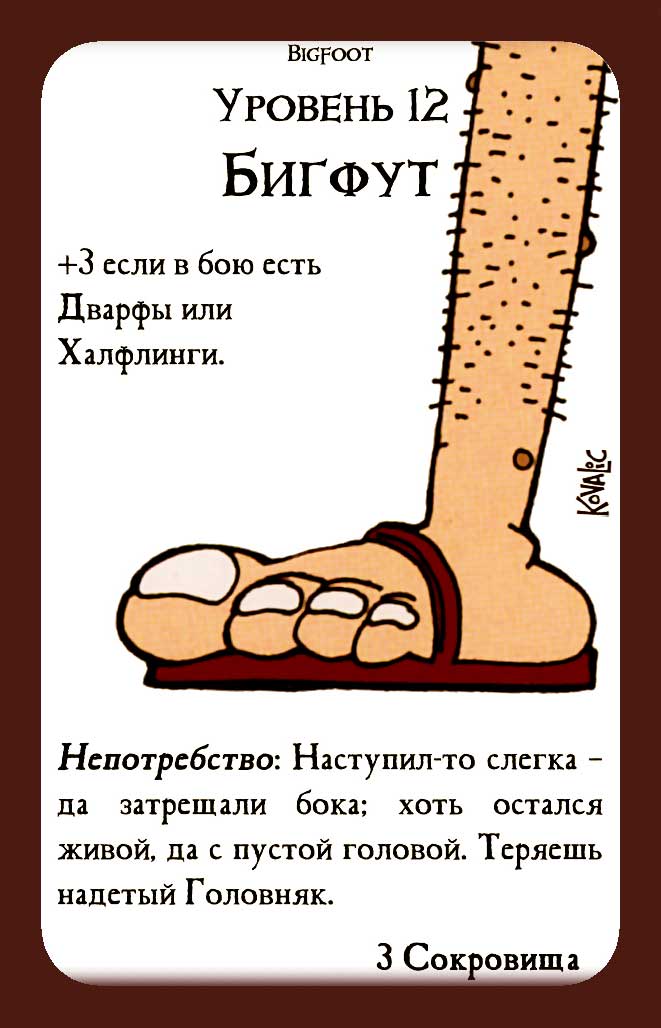 Bigfoot
Уровень 12
Бигфут
+3 если в бою есть
Дварфы или
Халфлинги.
Kovalic
Непотребство: Наступил-то слегка –
да затрещали бока; хоть остался
живой, да с пустой головой. Теряешь
надетый Головняк.
3 Сокровища